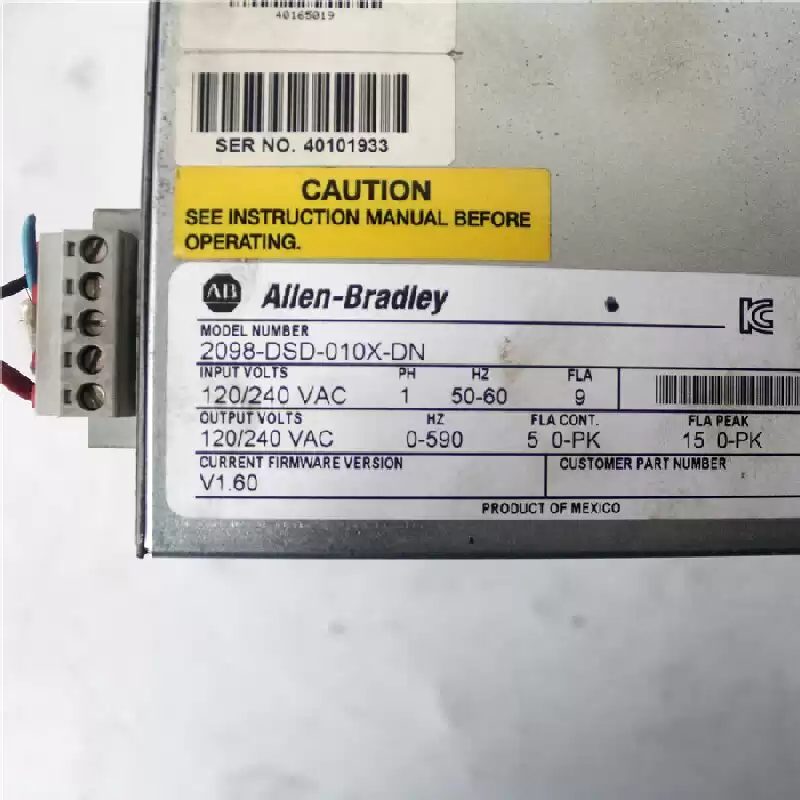 40165019
SER NO. 40101933
CAUTION
SEE INSTRUCTION MANUAL BEFORE
OPERATING.
AB Allen-Bradley
MODEL NUMBER
2098-DSD-010X-DN
INPUT VOLTS PH HZ FLA
120/240 VAC 1 50-60 9
OUTPUT VOLTS HZ FLA CONT. FLA PEAK
120/240 VAC 0-590 5 0-PK 15 0-PK
CURRENT FIRMWARE VERSION CUSTOMER PART NUMBER
V1.60
PRODUCT OF MEXICO